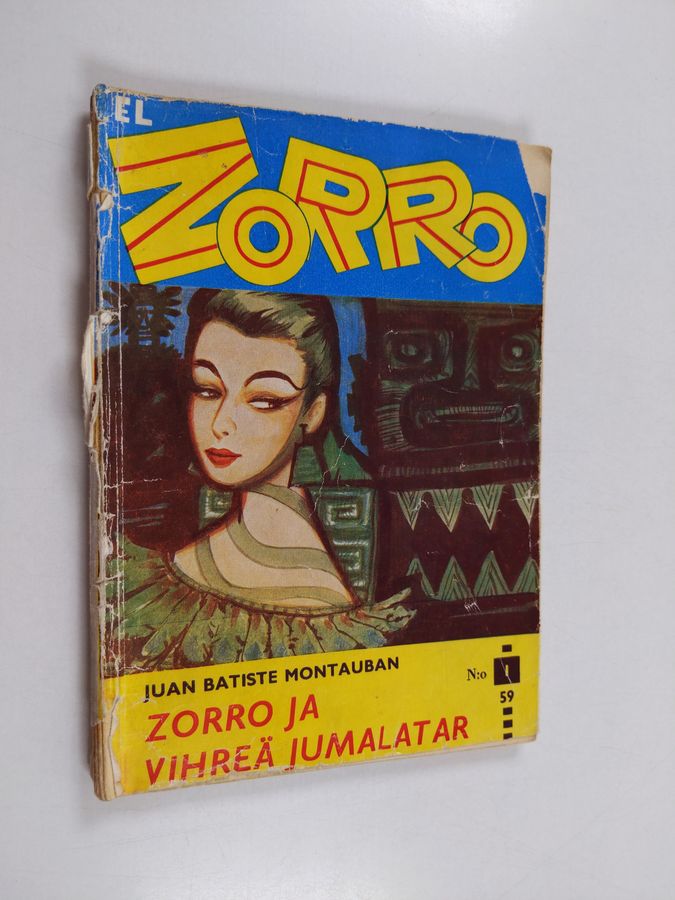 EL
ZORRO
JUAN BATISTE MONTAUBAN
N:o 1
59
ZORRO JA
VIHREÄ JUMALATAR